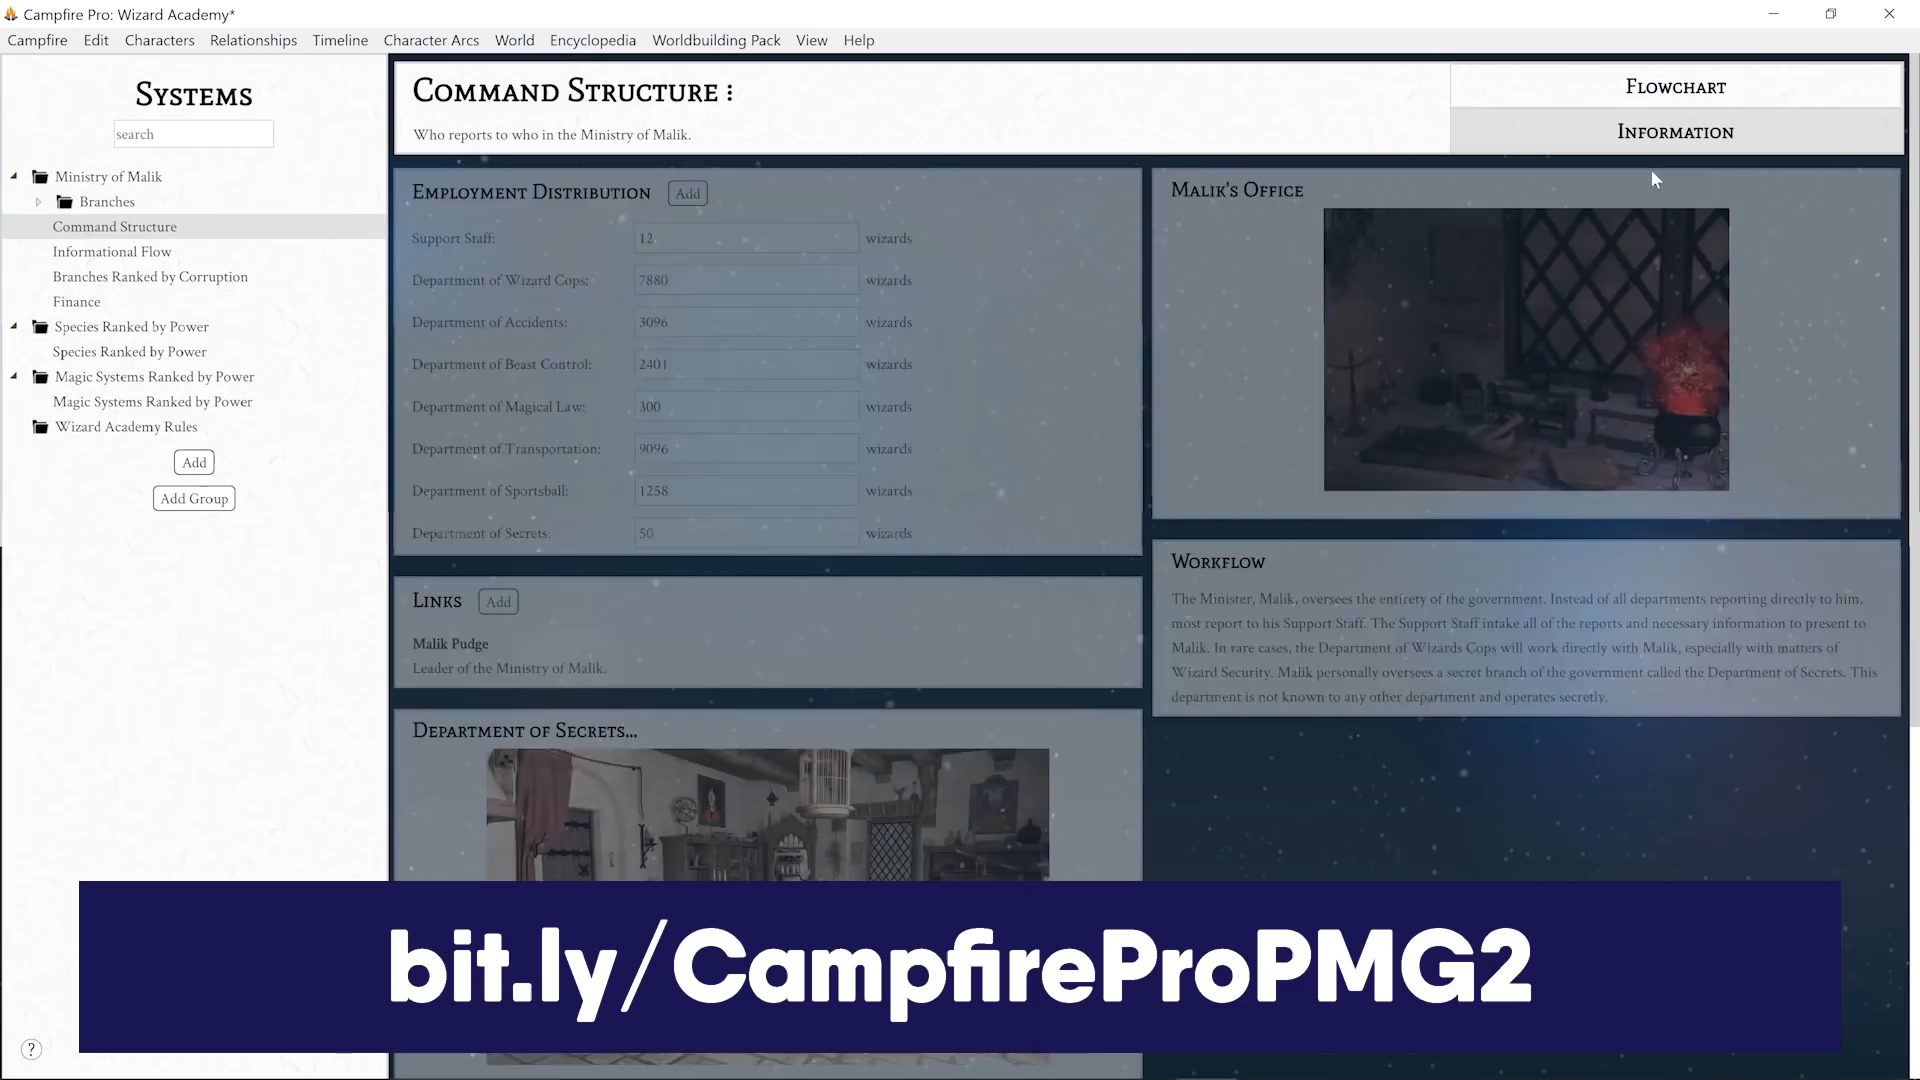 Campfire Pro: Wizard Academy*
Campfire Edit Characters Relationships Timeline Character Arcs World Encyclopedia Worldbuilding Pack View Help
Systems
search
Ministry of Malik
Branches
Command Structure
Informational Flow
Branches Ranked by Corruption
Finance
Species Ranked by Power
Species Ranked by Power
Magic Systems Ranked by Power
Magic Systems Ranked by Power
Wizard Academy Rules
Add
Add Group
?
Command Structure
Who reports to who in the Ministry of Malik.
Flowchart
Information
Employment Distribution Add
Support Staff: 12 wizards
Department of Wizard Cops: 7880 wizards
Department of Accidents: 3096 wizards
Department of Beast Control: 2401 wizards
Department of Magical Law: 300 wizards
Department of Transportation: 9096 wizards
Department of Sportsball: 1258 wizards
Department of Secrets: 50 wizards
Links Add
Malik Pudge
Leader of the Ministry of Malik.
Department of Secrets...
Malik's Office
Workflow
The Minister, Malik, oversees the entirety of the government. Instead of all departments reporting directly to him,
most report to his Support Staff. The Support Staff intake all of the reports and necessary information to present to
Malik. In rare cases, the Department of Wizards Cops will work directly with Malik, especially with matters of
Wizard Security. Malik personally oversees a secret branch of the government called the Department of Secrets. This
department is not known to any other department and operates secretly.
bit.ly/CampfireProPMG2